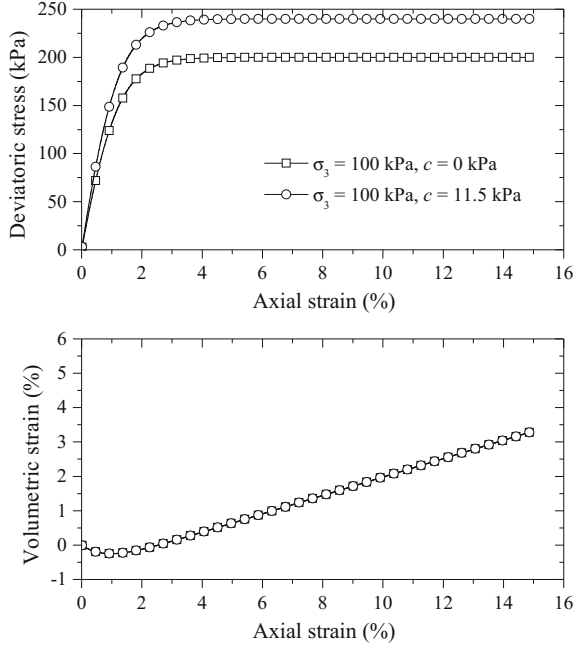 250
200
150
100
50
0
Deviatoric stress (kPa)
σ₃ = 100 kPa, c = 0 kPa
σ₃ = 100 kPa, c = 11.5 kPa
0 2 4 6 8 10 12 14 16
Axial strain (%)
6
5
4
3
2
1
0
-1
Volumetric strain (%)
0 2 4 6 8 10 12 14 16
Axial strain (%)